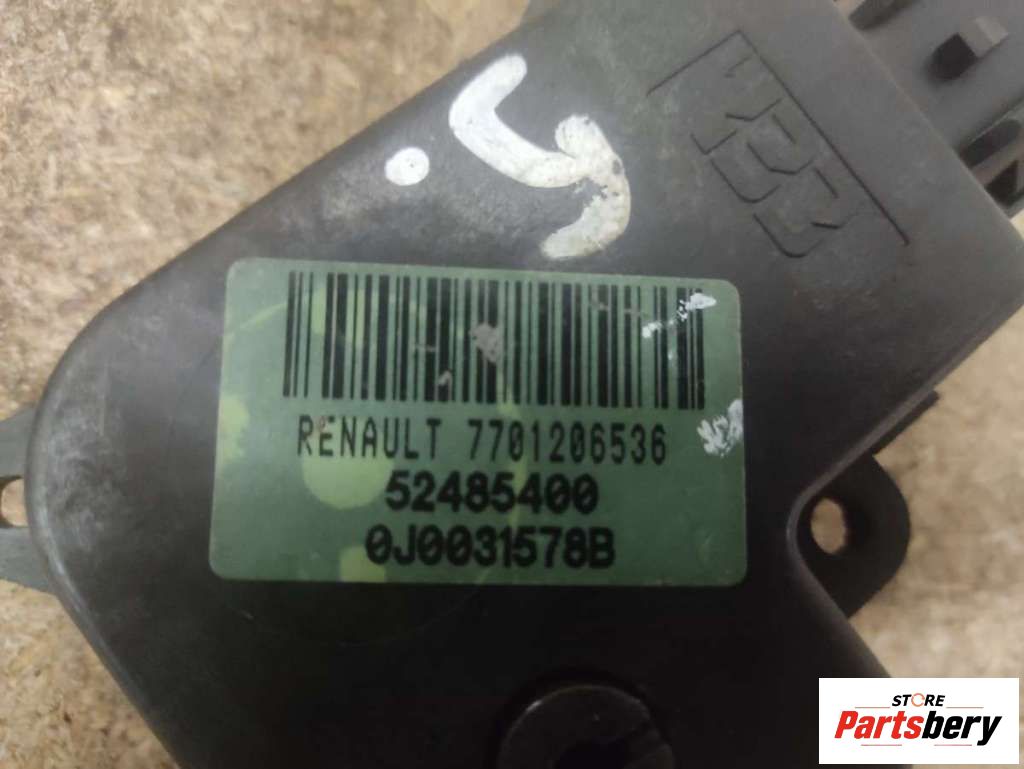 RENAULT 7701206536
52485400
0J0031578B
STORE
Partsbery